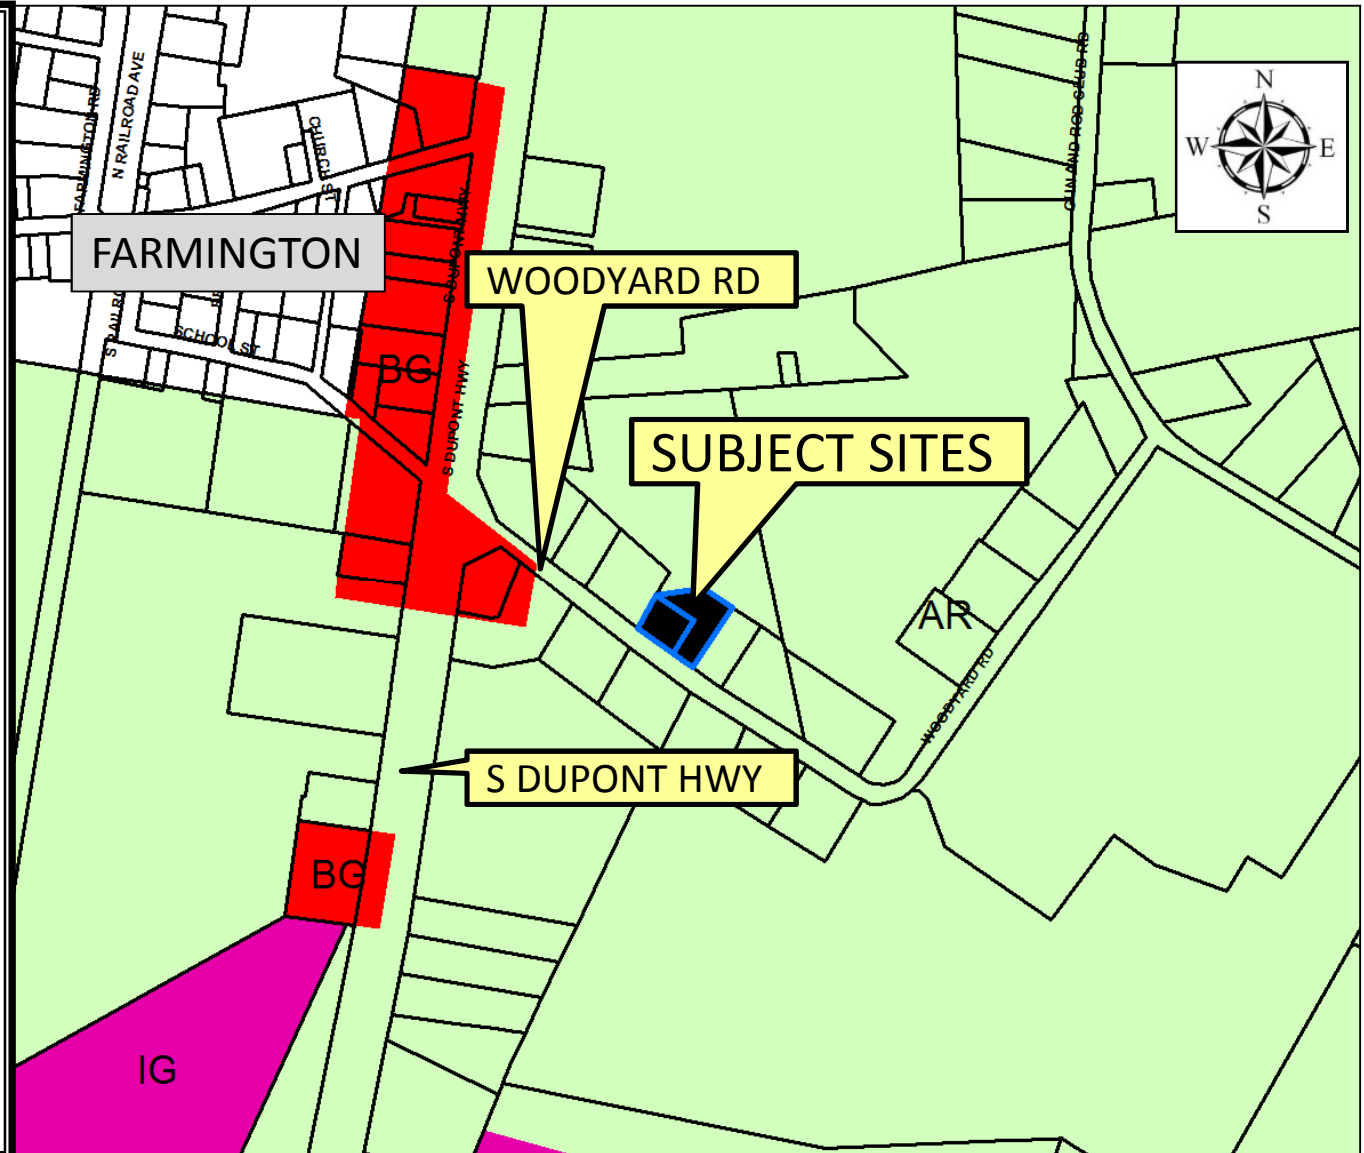 FARMINGTON RD
N RAILROAD AVE
CHURCH ST
GUN AND ROD CLUB RD
N
W
E
S
S DUPONT HWY
FARMINGTON
WOODYARD RD
SCHOOL ST
BG
S DUPONT HWY
SUBJECT SITES
AR
WOODYARD RD
S DUPONT HWY
BG
IG